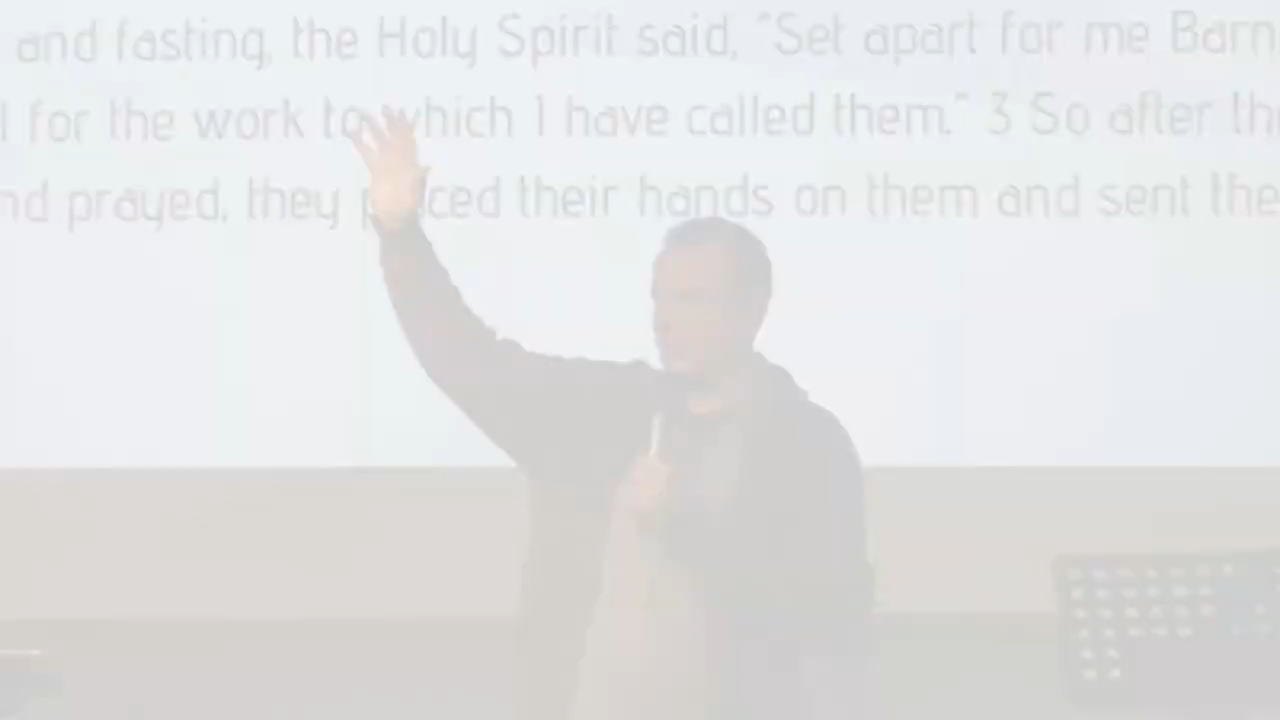 and fasting, the Holy Spirit said, "Set apart for me Barn
l for the work to which I have called them." 3 So after th
nd prayed, they p ced their hands on them and sent the